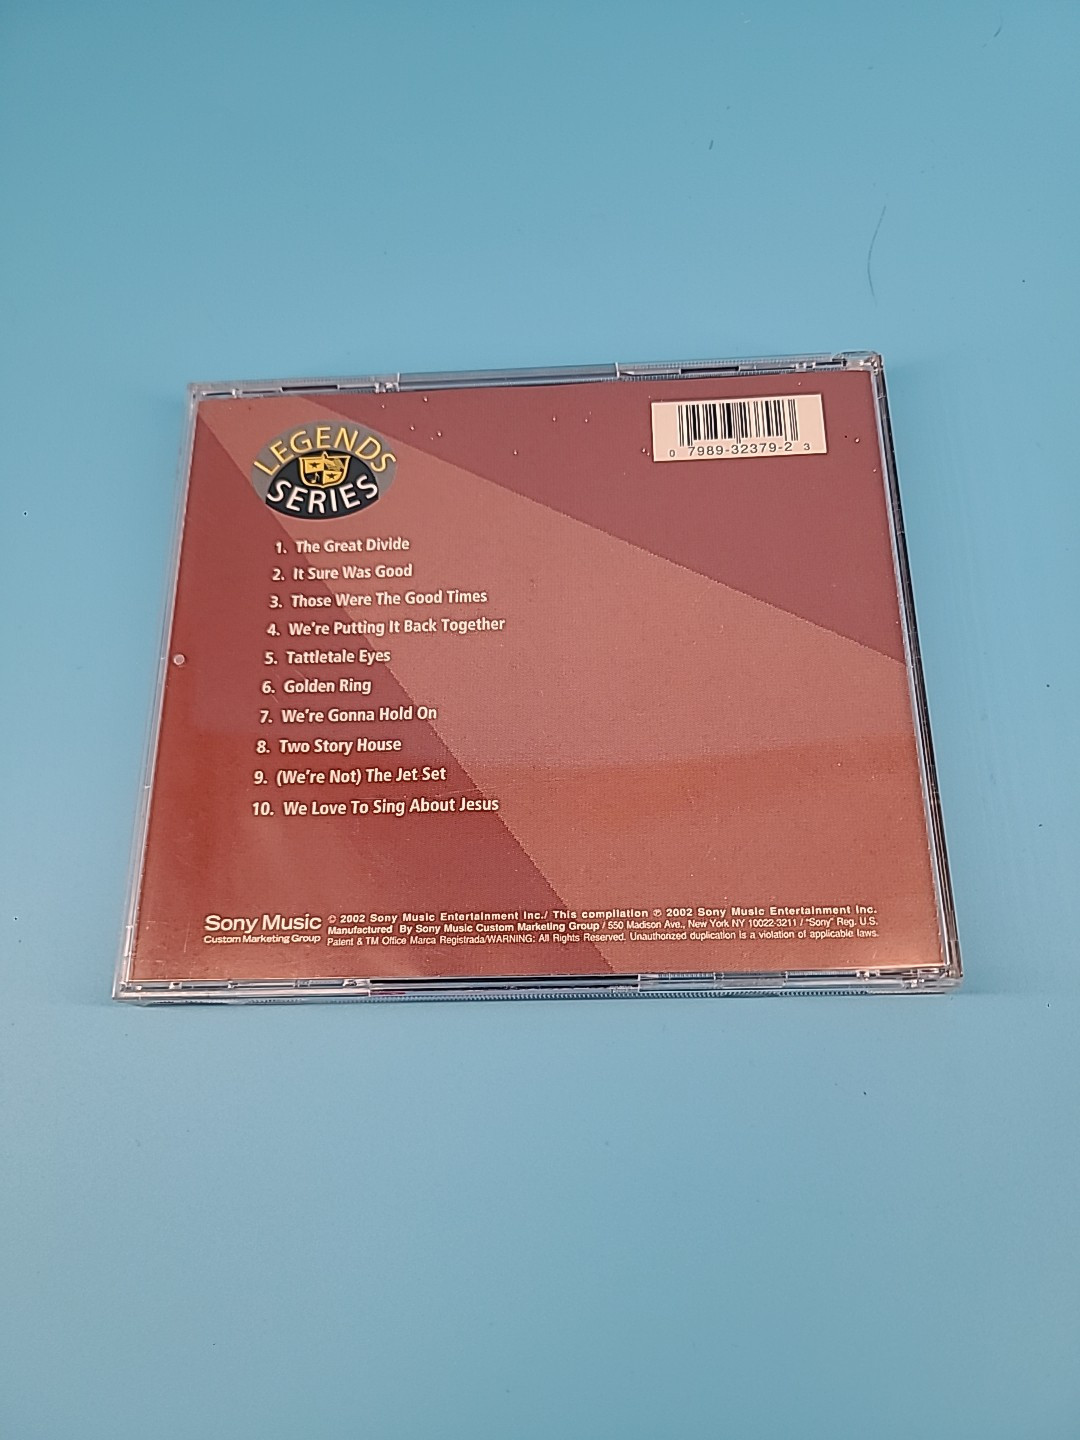 LEGENDS
SERIES
0 7989-32379-2 3
1. The Great Divide
2. It Sure Was Good
3. Those Were The Good Times
4. We're Putting It Back Together
5. Tattletale Eyes
6. Golden Ring
7. We're Gonna Hold On
8. Two Story House
9. (We're Not) The Jet Set
10. We Love To Sing About Jesus
Sony Music
Custom Marketing Group
© 2002 Sony Music Entertainment Inc./ This compilation ℗ 2002 Sony Music Entertainment Inc.
Manufactured By Sony Music Custom Marketing Group / 550 Madison Ave., New York NY 10022-3211 / "Sony" Reg. U.S.
Patent & TM Office Marca Registrada/WARNING: All Rights Reserved. Unauthorized duplication is a violation of applicable laws.